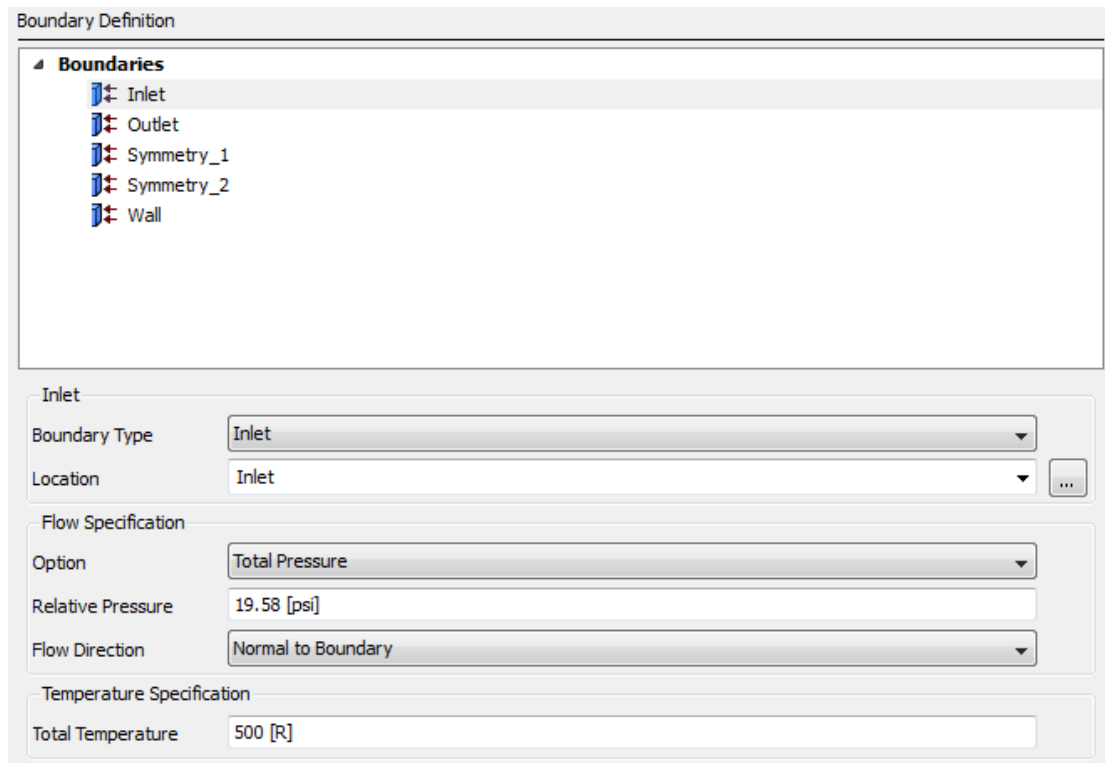 Boundary Definition
Boundaries
Inlet
Outlet
Symmetry_1
Symmetry_2
Wall
Inlet
Boundary Type Inlet
Location Inlet ...
Flow Specification
Option Total Pressure
Relative Pressure 19.58 [psi]
Flow Direction Normal to Boundary
Temperature Specification
Total Temperature 500 [R]